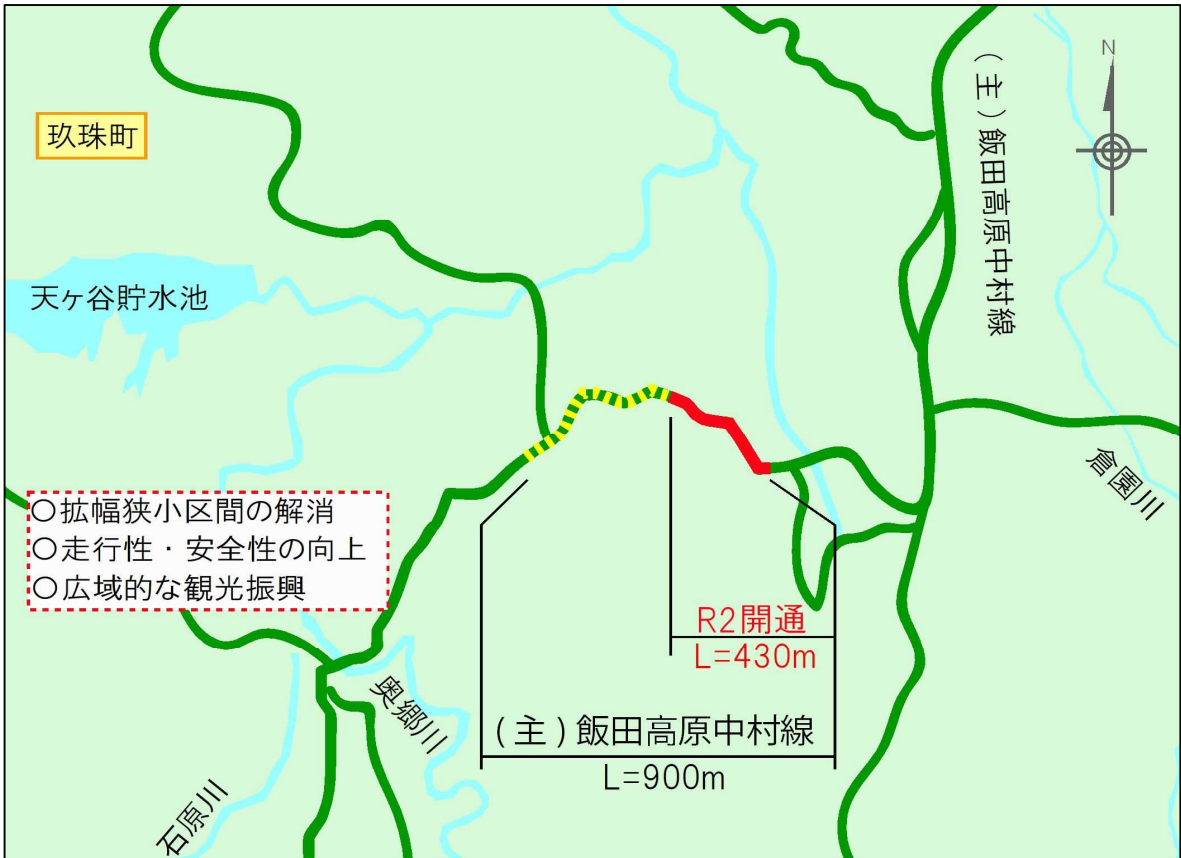 N
玖珠町
(主)飯田高原中村線
天ヶ谷貯水池
倉園川
○拡幅狭小区間の解消
○走行性・安全性の向上
○広域的な観光振興
R2開通
L=430m
奥郷川
(主)飯田高原中村線
L=900m
石原川